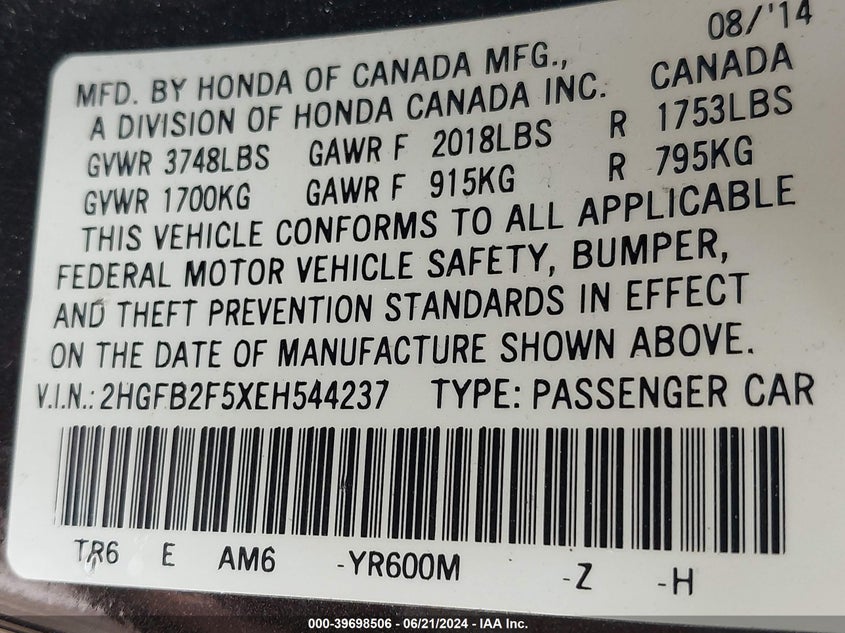 08/'14
MFD. BY HONDA OF CANADA MFG.,
A DIVISION OF HONDA CANADA INC. CANADA
GVWR 3748LBS GAWR F 2018LBS R 1753LBS
GVWR 1700KG GAWR F 915KG R 795KG
THIS VEHICLE CONFORMS TO ALL APPLICABLE
FEDERAL MOTOR VEHICLE SAFETY, BUMPER,
AND THEFT PREVENTION STANDARDS IN EFFECT
ON THE DATE OF MANUFACTURE SHOWN ABOVE.
V.I.N.: 2HGFB2F5XEH544237 TYPE: PASSENGER CAR
TR6 E AM6 -YR600M -Z -H
000-39698506 - 06/21/2024 - IAA Inc.